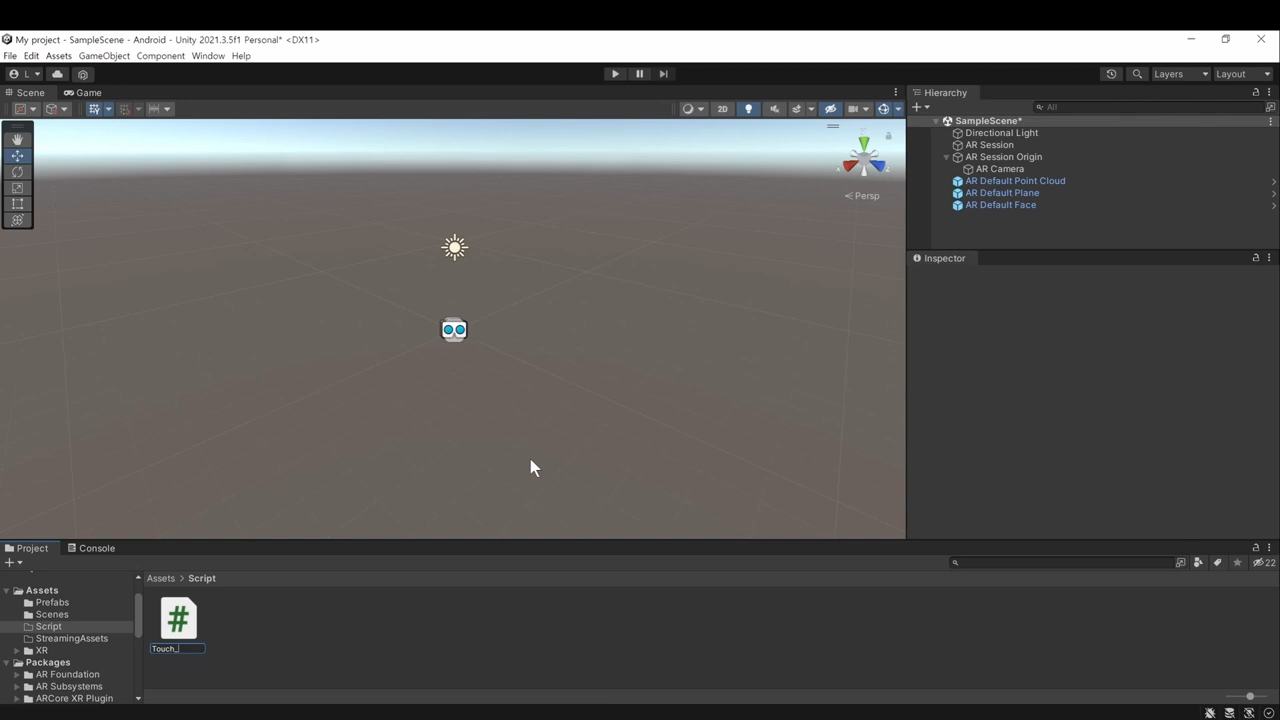 My project - SampleScene - Android - Unity 2021.3.5f1 Personal* <DX11>
File Edit Assets GameObject Component Window Help
L Layers Layout
Scene Game
Hierarchy
2D
All
SampleScene*
Directional Light
AR Session
AR Session Origin
AR Camera
AR Default Point Cloud
AR Default Plane
AR Default Face
Persp
Inspector
Project Console
22
Assets > Script
Assets
Prefabs
Scenes
Script
StreamingAssets
XR
Packages
AR Foundation
AR Subsystems
ARCore XR Plugin
#
Touch_